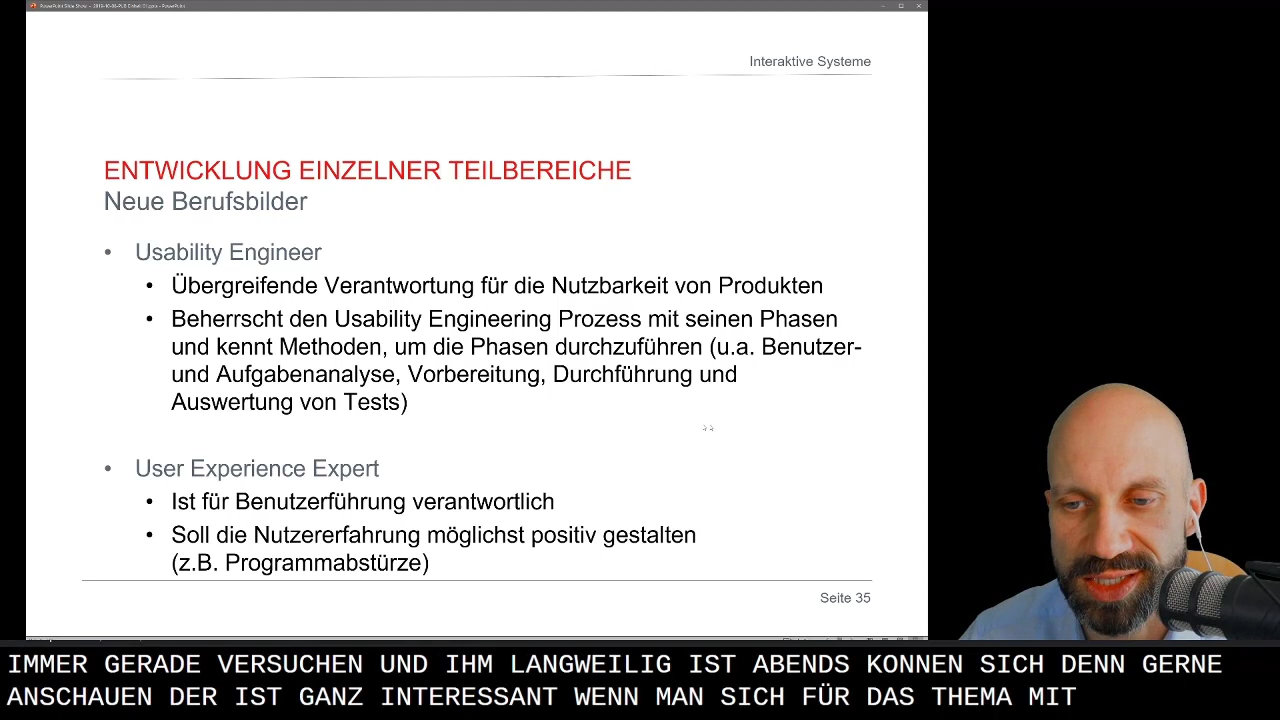 Interaktive Systeme
ENTWICKLUNG EINZELNER TEILBEREICHE
Neue Berufsbilder
• Usability Engineer
• Übergreifende Verantwortung für die Nutzbarkeit von Produkten
• Beherrscht den Usability Engineering Prozess mit seinen Phasen
und kennt Methoden, um die Phasen durchzuführen (u.a. Benutzer-
und Aufgabenanalyse, Vorbereitung, Durchführung und
Auswertung von Tests)
• User Experience Expert
• Ist für Benutzerführung verantwortlich
• Soll die Nutzererfahrung möglichst positiv gestalten
(z.B. Programmabstürze)
Seite 35
IMMER GERADE VERSUCHEN UND IHM LANGWEILIG IST ABENDS KONNEN SICH DENN GERNE
ANSCHAUEN DER IST GANZ INTERESSANT WENN MAN SICH FÜR DAS THEMA MIT